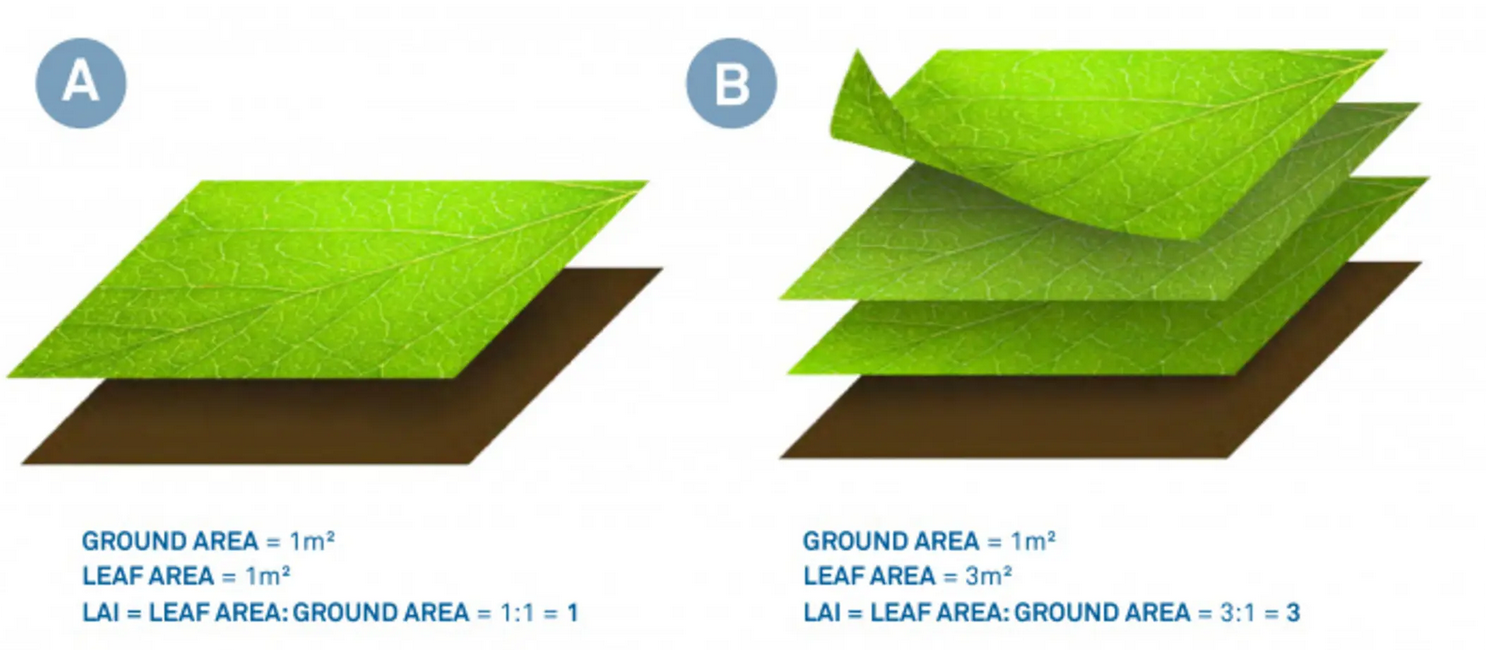 A
B
GROUND AREA = 1m²
LEAF AREA = 1m²
LAI = LEAF AREA: GROUND AREA = 1:1 = 1
GROUND AREA = 1m²
LEAF AREA = 3m²
LAI = LEAF AREA: GROUND AREA = 3:1 = 3